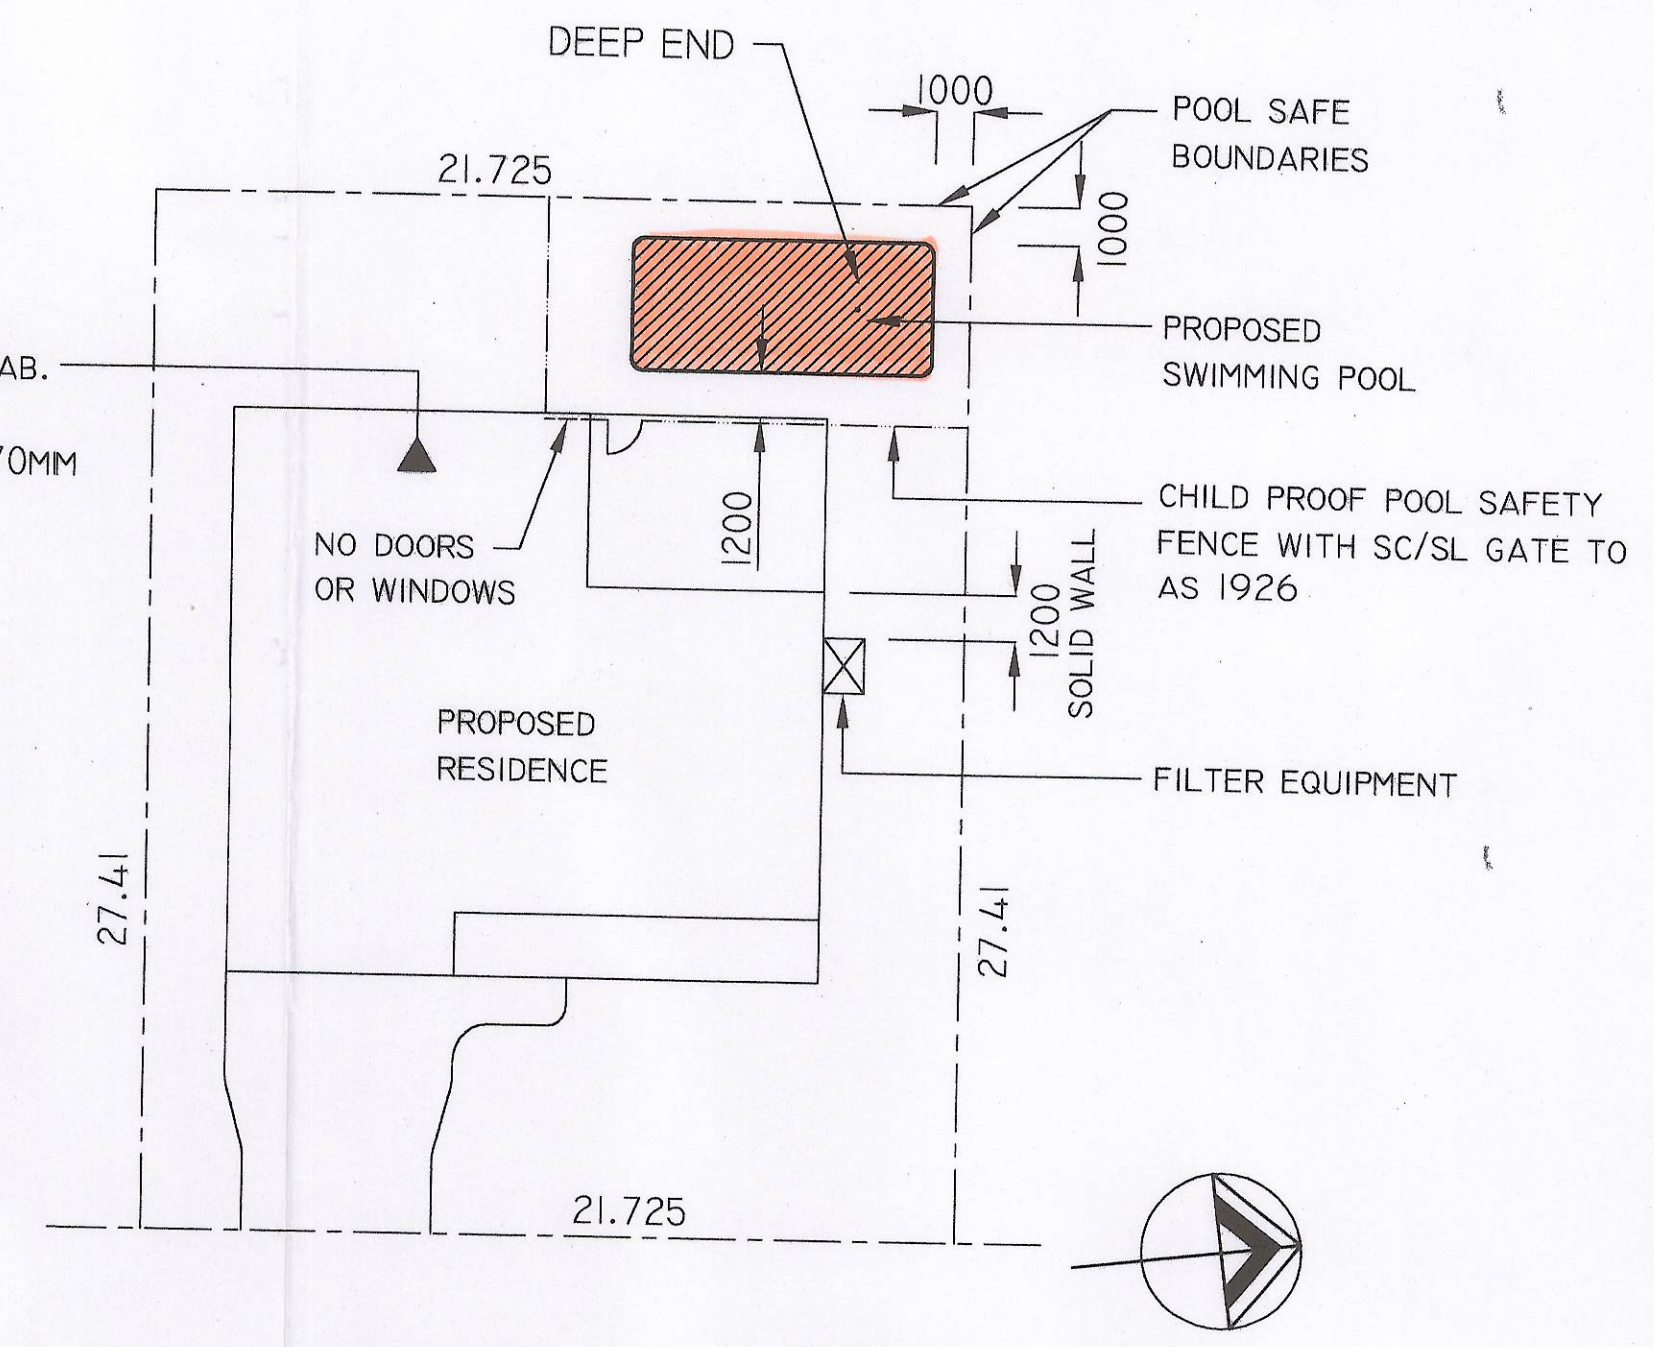 DEEP END
1000
POOL SAFE
BOUNDARIES
21.725
1000
PROPOSED
SWIMMING POOL
AB.
70MM
CHILD PROOF POOL SAFETY
FENCE WITH SC/SL GATE TO
AS 1926
1200
NO DOORS
OR WINDOWS
1200
SOLID WALL
PROPOSED
RESIDENCE
FILTER EQUIPMENT
27.41
27.41
21.725